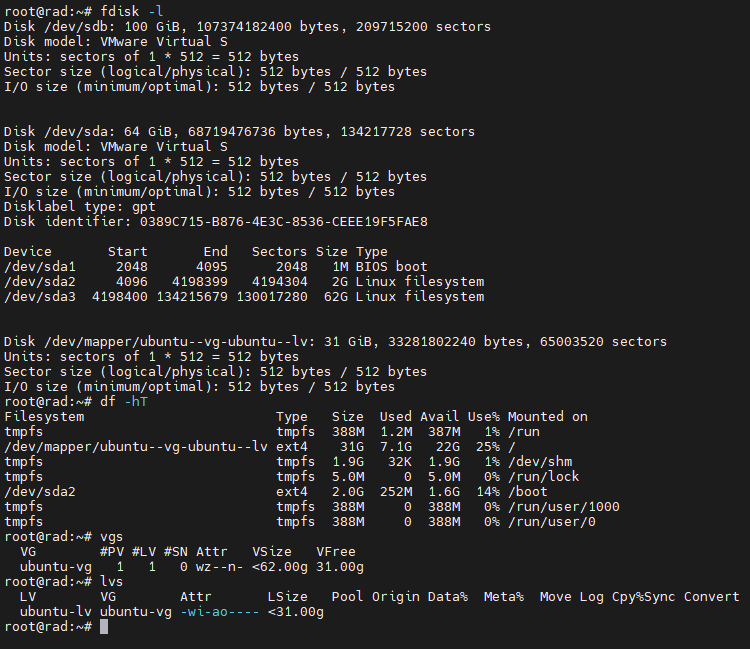 root@rad:~# fdisk -l
Disk /dev/sdb: 100 GiB, 107374182400 bytes, 209715200 sectors
Disk model: VMware Virtual S
Units: sectors of 1 * 512 = 512 bytes
Sector size (logical/physical): 512 bytes / 512 bytes
I/O size (minimum/optimal): 512 bytes / 512 bytes
Disk /dev/sda: 64 GiB, 68719476736 bytes, 134217728 sectors
Disk model: VMware Virtual S
Units: sectors of 1 * 512 = 512 bytes
Sector size (logical/physical): 512 bytes / 512 bytes
I/O size (minimum/optimal): 512 bytes / 512 bytes
Disklabel type: gpt
Disk identifier: 0389C715-B876-4E3C-8536-CEEE19F5FAE8
Device       Start       End   Sectors Size Type
/dev/sda1     2048      4095      2048   1M BIOS boot
/dev/sda2     4096   4198399   4194304   2G Linux filesystem
/dev/sda3  4198400 134215679 130017280  62G Linux filesystem
Disk /dev/mapper/ubuntu--vg-ubuntu--lv: 31 GiB, 33281802240 bytes, 65003520 sectors
Units: sectors of 1 * 512 = 512 bytes
Sector size (logical/physical): 512 bytes / 512 bytes
I/O size (minimum/optimal): 512 bytes / 512 bytes
root@rad:~# df -hT
Filesystem                        Type   Size  Used Avail Use% Mounted on
tmpfs                             tmpfs  388M  1.2M  387M   1% /run
/dev/mapper/ubuntu--vg-ubuntu--lv ext4    31G  7.1G   22G  25% /
tmpfs                             tmpfs  1.9G   32K  1.9G   1% /dev/shm
tmpfs                             tmpfs  5.0M     0  5.0M   0% /run/lock
/dev/sda2                         ext4   2.0G  252M  1.6G  14% /boot
tmpfs                             tmpfs  388M     0  388M   0% /run/user/1000
tmpfs                             tmpfs  388M     0  388M   0% /run/user/0
root@rad:~# vgs
  VG        #PV #LV #SN Attr   VSize   VFree
  ubuntu-vg   1   1   0 wz--n- <62.00g 31.00g
root@rad:~# lvs
  LV        VG        Attr       LSize   Pool Origin Data%  Meta%  Move Log Cpy%Sync Convert
  ubuntu-lv ubuntu-vg -wi-ao---- <31.00g
root@rad:~#